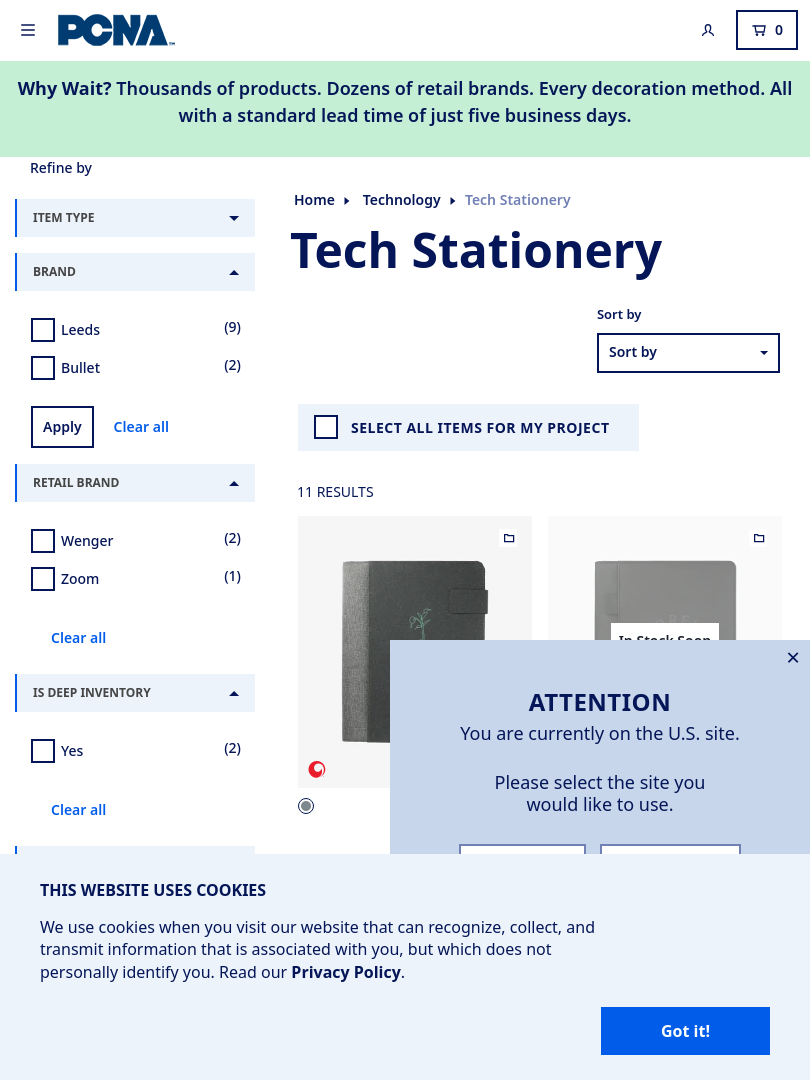 PCNA
0
Why Wait? Thousands of products. Dozens of retail brands. Every decoration method. All
with a standard lead time of just five business days.
Refine by
ITEM TYPE
BRAND
Leeds (9)
Bullet (2)
Apply Clear all
RETAIL BRAND
Wenger (2)
Zoom (1)
Clear all
IS DEEP INVENTORY
Yes (2)
Clear all
Home Technology Tech Stationery
Tech Stationery
Sort by
Sort by
SELECT ALL ITEMS FOR MY PROJECT
11 RESULTS
In Stock Soon
ATTENTION
You are currently on the U.S. site.
Please select the site you
would like to use.
THIS WEBSITE USES COOKIES
We use cookies when you visit our website that can recognize, collect, and
transmit information that is associated with you, but which does not
personally identify you. Read our Privacy Policy.
Got it!